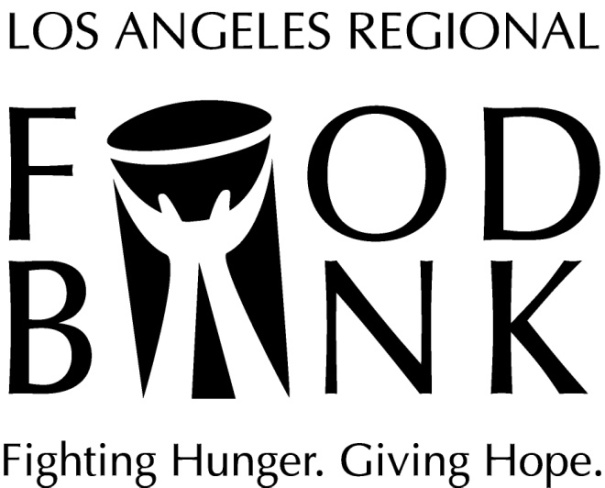 LOS ANGELES REGIONAL
FOOD
BANK
Fighting Hunger. Giving Hope.